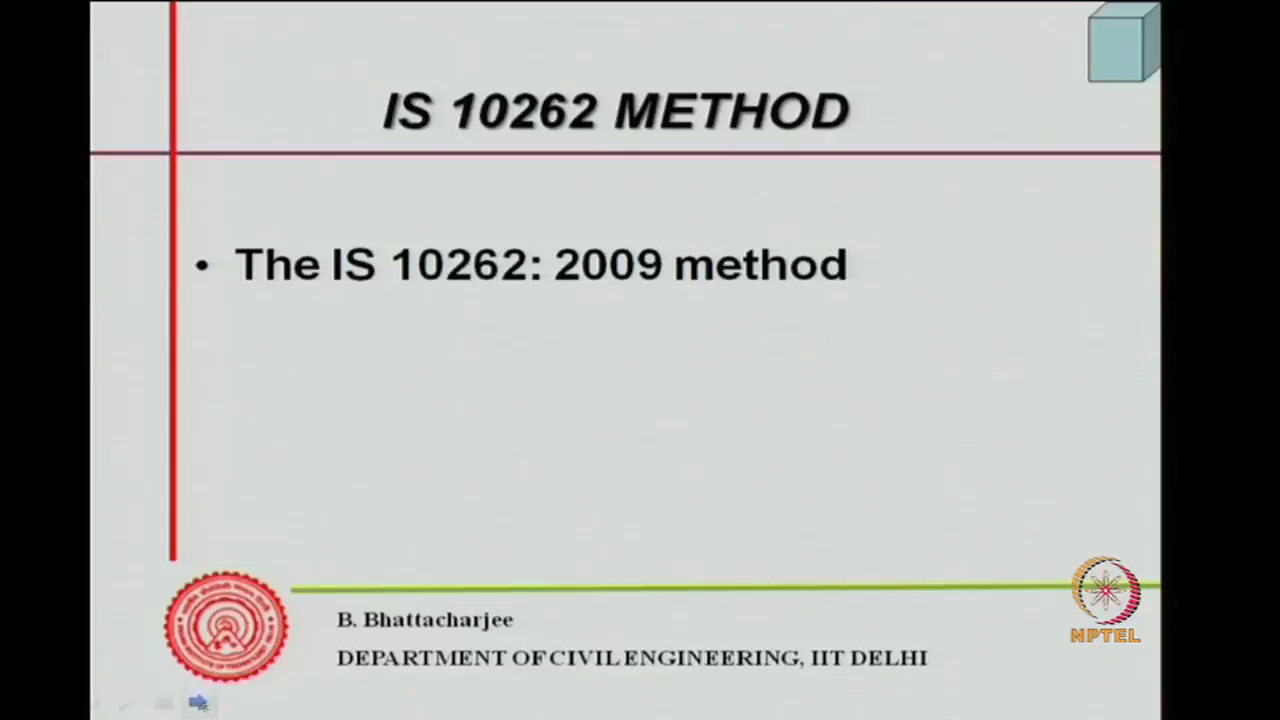 IS 10262 METHOD
• The IS 10262: 2009 method
B. Bhattacharjee
DEPARTMENT OF CIVIL ENGINEERING, IIT DELHI
NPTEL